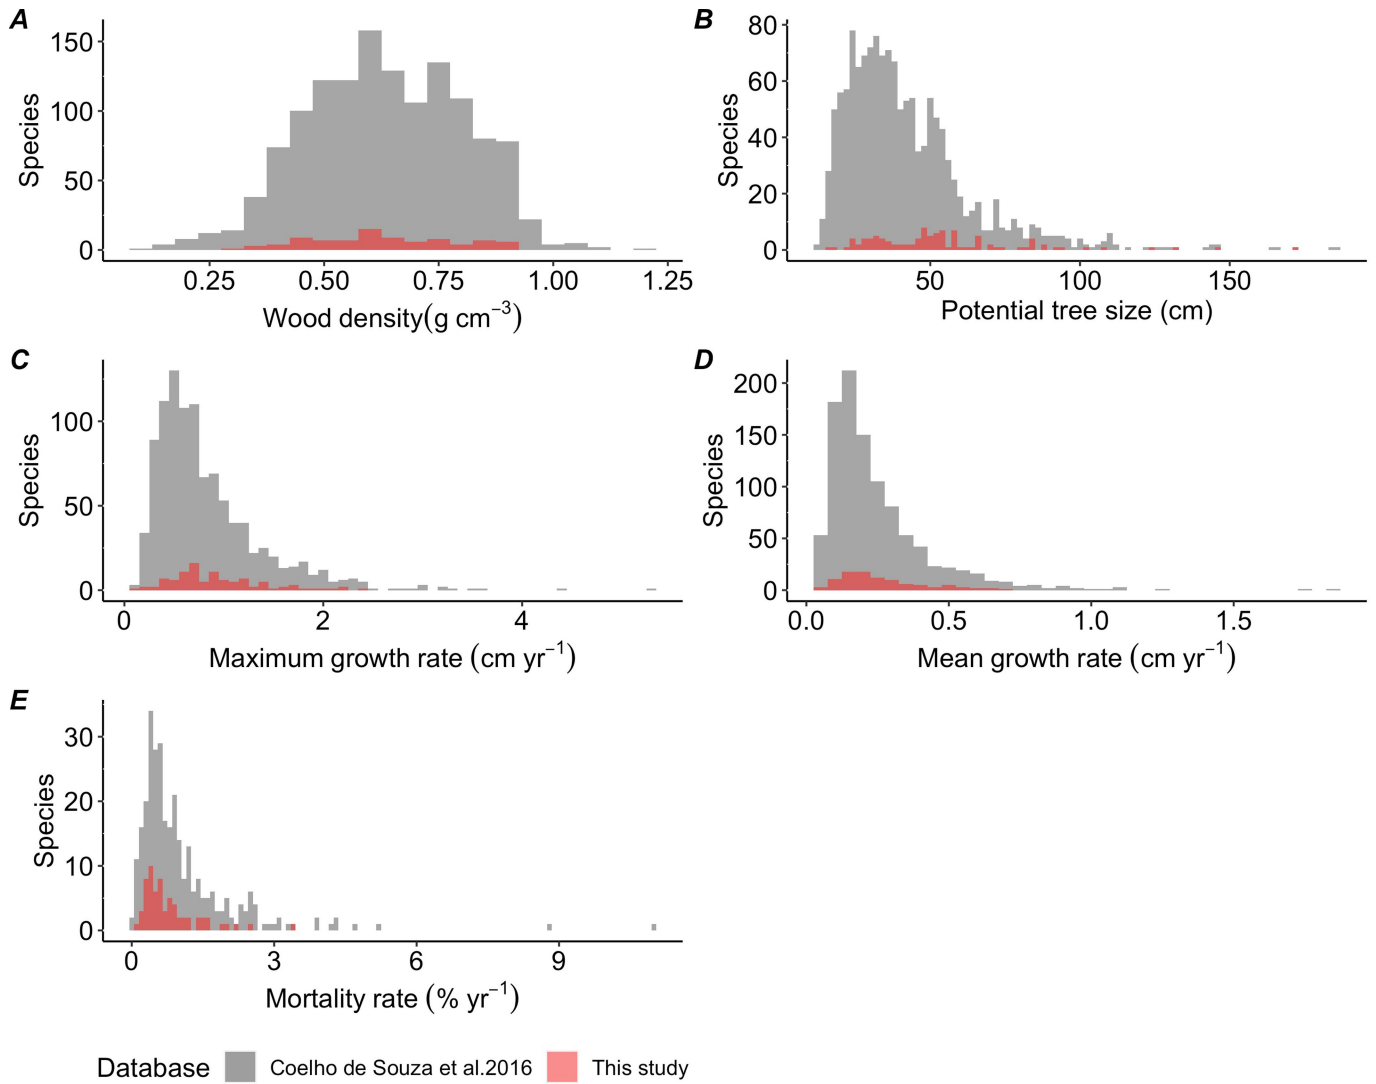 A
Species
150
100
50
0
0.25 0.50 0.75 1.00 1.25
Wood density(g cm⁻³)
B
Species
80
60
40
20
0
50 100 150
Potential tree size (cm)
C
Species
100
50
0
0 2 4
Maximum growth rate (cm yr⁻¹)
D
Species
200
150
100
50
0
0.0 0.5 1.0 1.5
Mean growth rate (cm yr⁻¹)
E
Species
30
20
10
0
0 3 6 9
Mortality rate (% yr⁻¹)
Database Coelho de Souza et al.2016 This study